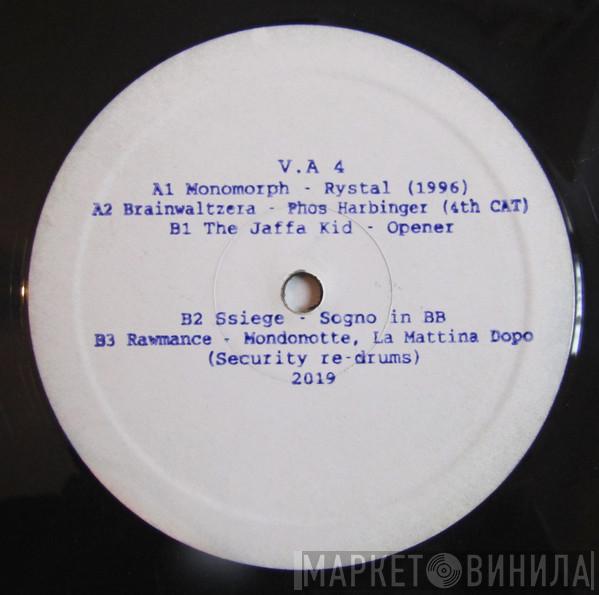 V.A 4
A1 Monomorph - Rystal (1996)
A2 Brainwaltzera - Phos Harbinger (4th CAT)
B1 The Jaffa Kid - Opener
B2 Ssiege - Sogno in BB
B3 Rawmance - Mondonotte, La Mattina Dopo
(Security re-drums)
2019
МАРКЕТ ВИНИЛА